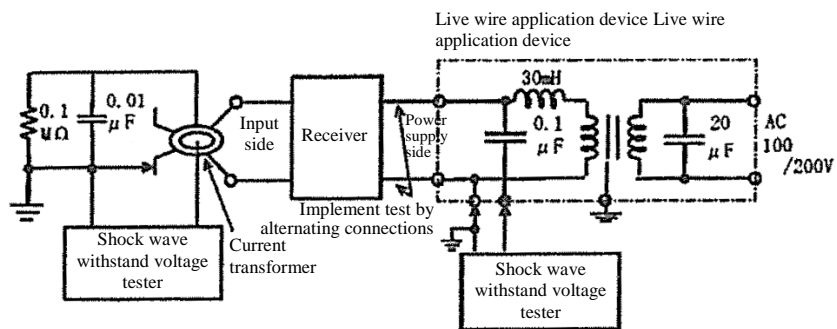 Live wire application device Live wire
application device
30mH
0.1
μΩ
0.01
μF
Input
side
Receiver
Power
supply
side
0.1
μF
20
μF
AC
100
/200V
Implement test by
alternating connections
Shock wave
withstand voltage
tester
Current
transformer
Shock wave
withstand voltage
tester